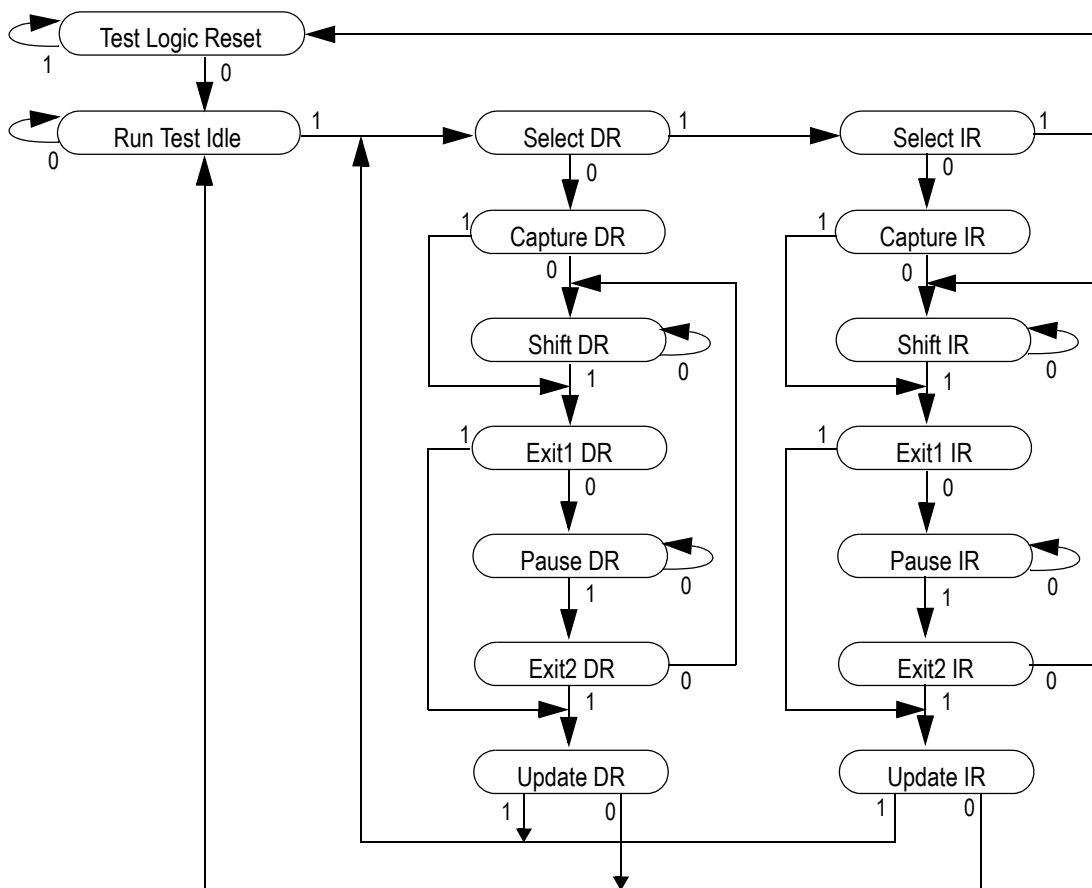 Test Logic Reset
1
0
Run Test Idle
1
0
Select DR
1
0
Select IR
1
0
1
Capture DR
0
1
Capture IR
0
Shift DR
0
1
Shift IR
0
1
1
Exit1 DR
0
1
Exit1 IR
0
Pause DR
0
1
Pause IR
0
1
Exit2 DR
0
1
Exit2 IR
0
1
Update DR
1
0
Update IR
1
0